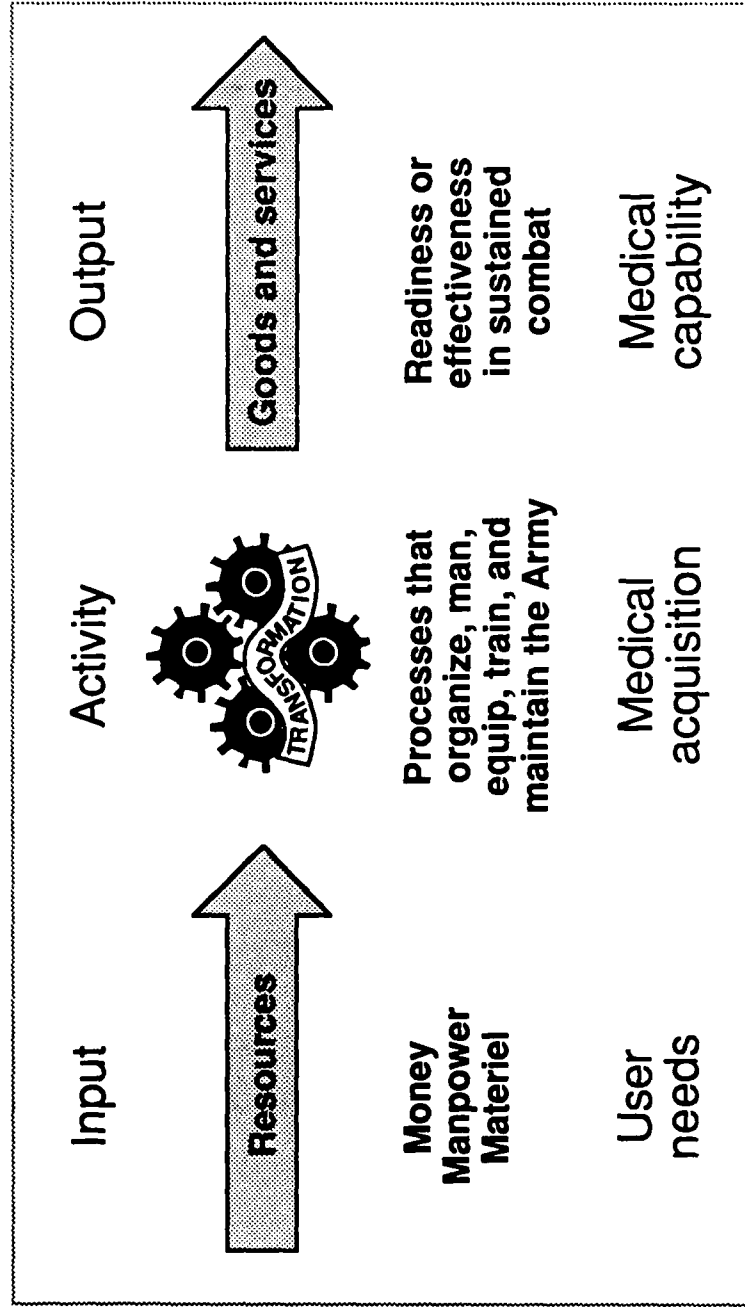 Input
Activity
Output
Resources
TRANSFORMATION
Goods and services
Money
Manpower
Materiel
Processes that
organize, man,
equip, train, and
maintain the Army
Readiness or
effectiveness
in sustained
combat
User
needs
Medical
acquisition
Medical
capability